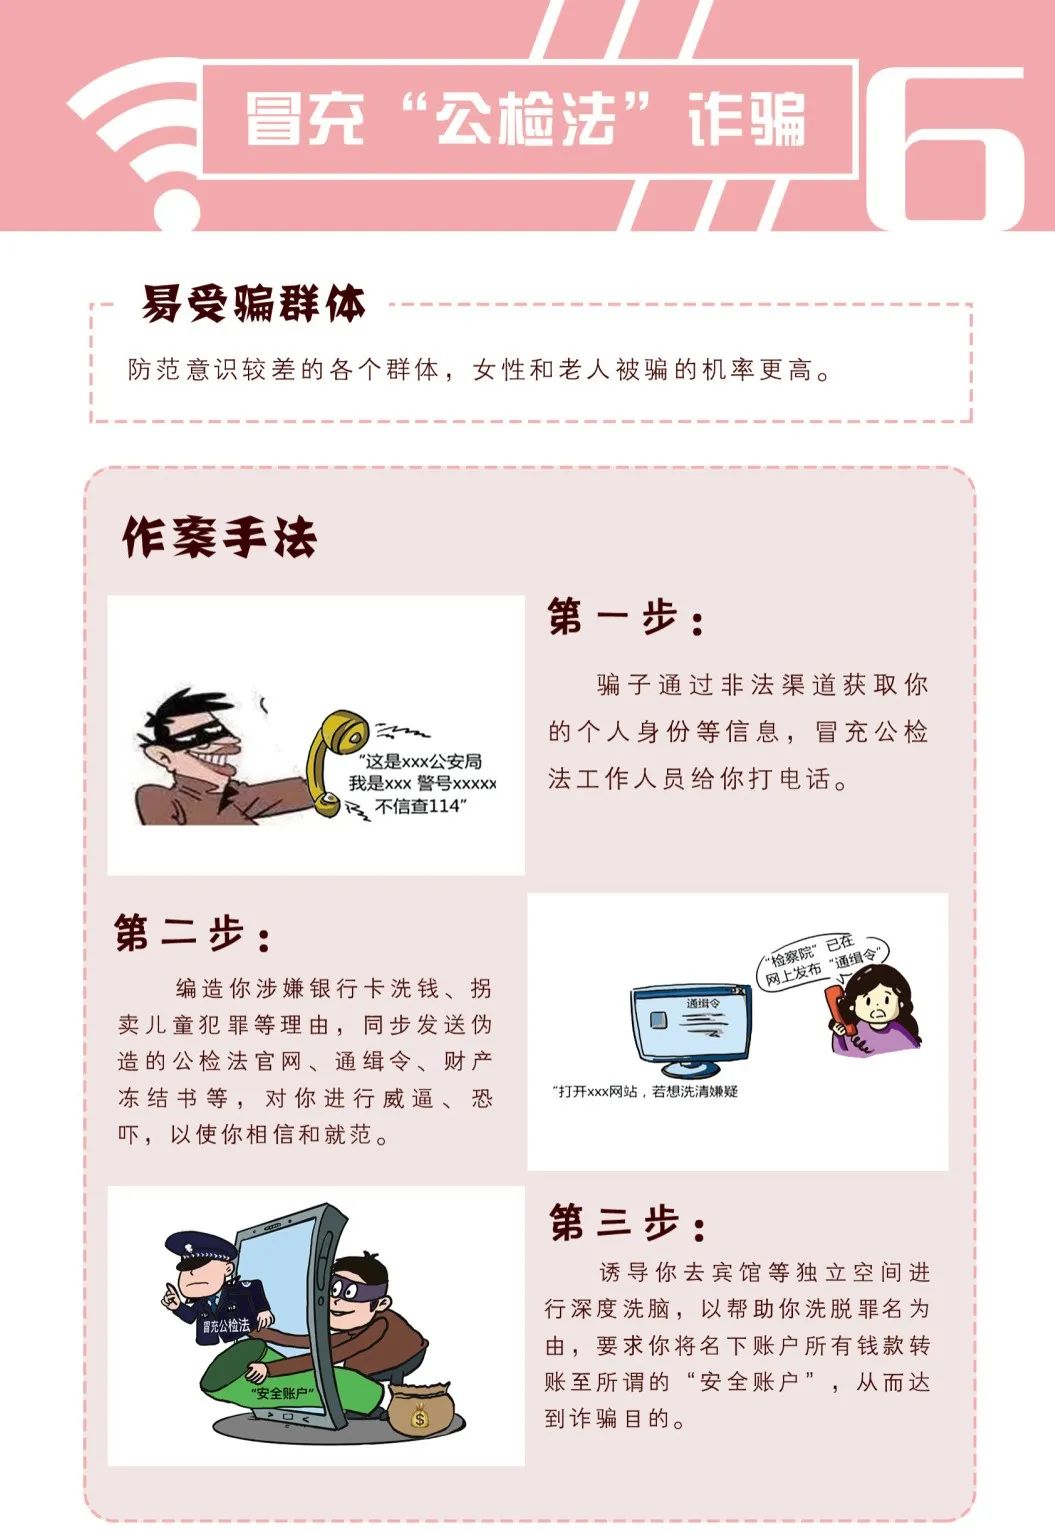 冒充“公检法”诈骗
6
易受骗群体
防范意识较差的各个群体，女性和老人被骗的机率更高。
作案手法
“这是xxx公安局
我是xxx 警号xxxxx
不信查114”
第一步：
骗子通过非法渠道获取你
的个人身份等信息，冒充公检
法工作人员给你打电话。
第二步：
编造你涉嫌银行卡洗钱、拐
卖儿童犯罪等理由，同步发送伪
造的公检法官网、通缉令、财产
冻结书等，对你进行威逼、恐
吓，以使你相信和就范。
“检察院”已在
网上发布“通缉令”
通缉令
“打开xxx网站，若想洗清嫌疑
冒充公检法
“安全账户”
$
第三步：
诱导你去宾馆等独立空间进
行深度洗脑，以帮助你洗脱罪名为
由，要求你将名下账户所有钱款转
账至所谓的“安全账户”，从而达
到诈骗目的。